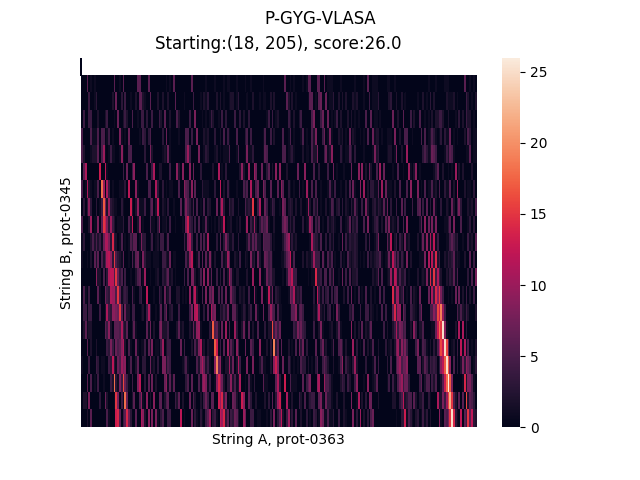 P-GYG-VLASA
Starting:(18, 205), score:26.0
String B, prot-0345
String A, prot-0363
25
20
15
10
5
0